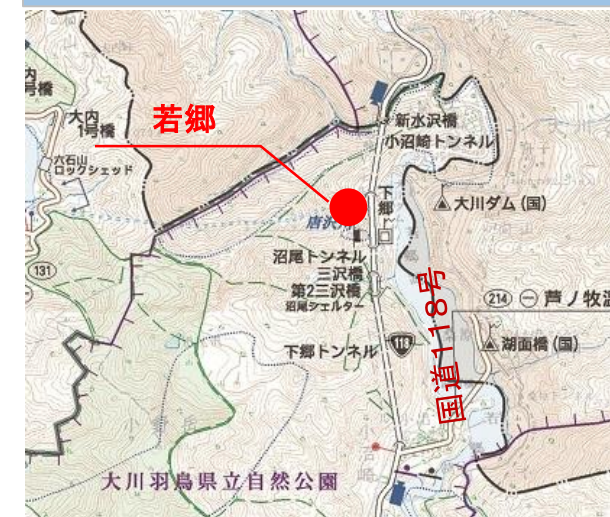 若郷
内
号橋
大内
1号橋
六石山
ロックシェッド
新水沢橋
小沼崎トンネル
下郷
大川ダム(国)
唐沢
沼尾トンネル
三沢橋
第2三沢橋
沼尾シェルター
131
214
芦ノ牧温
国道118号
118
下郷トンネル
湖面橋(国)
小沼崎
大川羽鳥県立自然公園